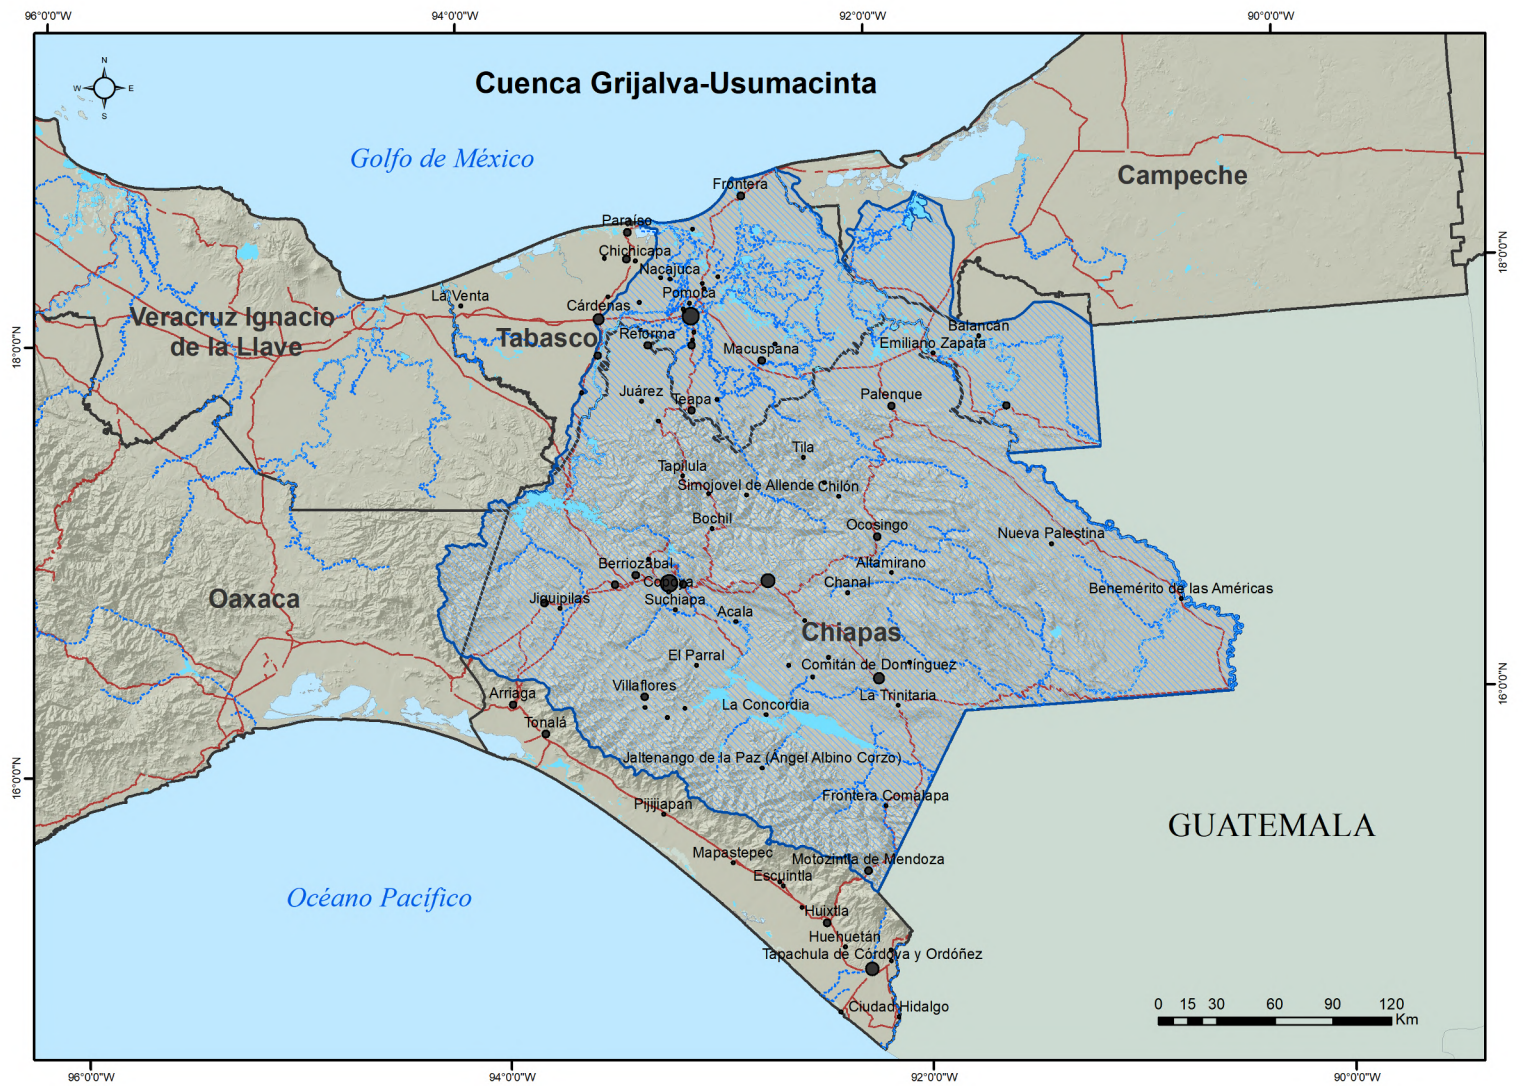 96°0'0"W
94°0'0"W
92°0'0"W
90°0'0"W
N
W
E
S
Cuenca Grijalva-Usumacinta
Golfo de México
Campeche
Frontera
Paraíso
Chichicapa
18°0'0"N
Nacajuca
Pomoca
La Venta
Cárdenas
Veracruz Ignacio
de la Llave
Tabasco
Reforma
Macuspana
Balancán
Emiliano Zapata
18°0'0"N
Juárez
Teapa
Palenque
Tila
Tapilula
Simojovel de Allende
Chilón
Bochil
Ocosingo
Nueva Palestina
Berriozábal
Copoya
Altamirano
Chanal
Benemérito de las Américas
Oaxaca
Jiquipilas
Suchiapa
Acala
Chiapas
El Parral
Comitán de Domínguez
Villaflores
La Trinitaria
16°0'0"N
Arriaga
La Concordia
Tonalá
Jaltenango de la Paz (Ángel Albino Corzo)
16°0'0"N
Pijijiapan
Frontera Comalapa
GUATEMALA
Mapastepec
Motozintla de Mendoza
Escuintla
Océano Pacífico
Huixtla
Huehuetán
Tapachula de Córdova y Ordóñez
Ciudad Hidalgo
0 15 30 60 90 120
Km
96°0'0"W
94°0'0"W
92°0'0"W
90°0'0"W